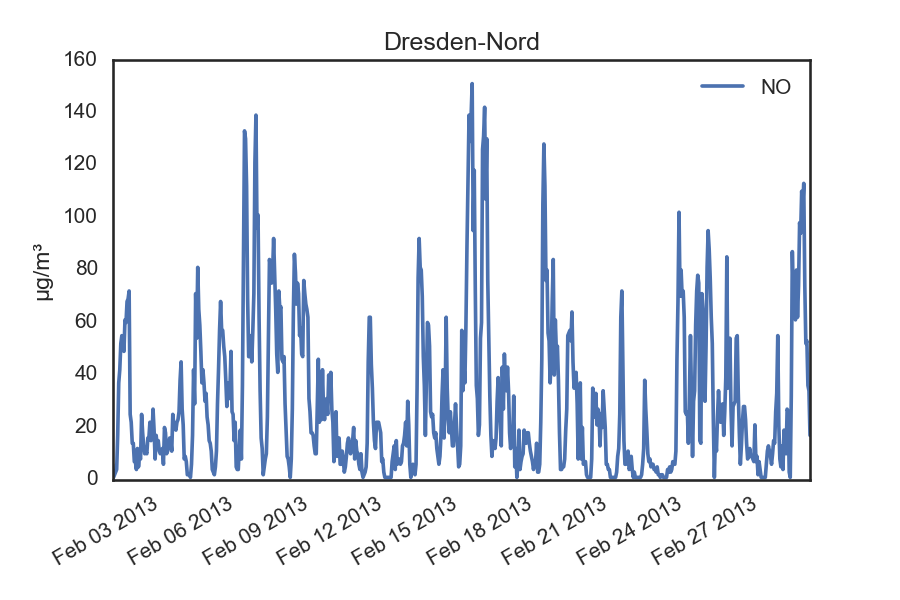 Dresden-Nord
NO
µg/m³
160
140
120
100
80
60
40
20
0
Feb 03 2013
Feb 06 2013
Feb 09 2013
Feb 12 2013
Feb 15 2013
Feb 18 2013
Feb 21 2013
Feb 24 2013
Feb 27 2013